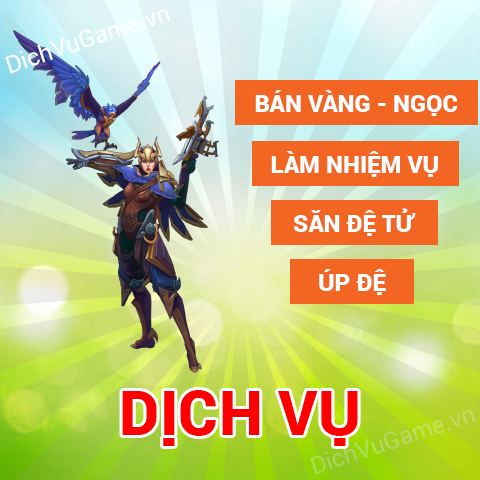 DichVuGame.vn
BÁN VÀNG - NGỌC
LÀM NHIỆM VỤ
SĂN ĐỆ TỬ
ÚP ĐỆ
DỊCH VỤ
DichVuGame.vn